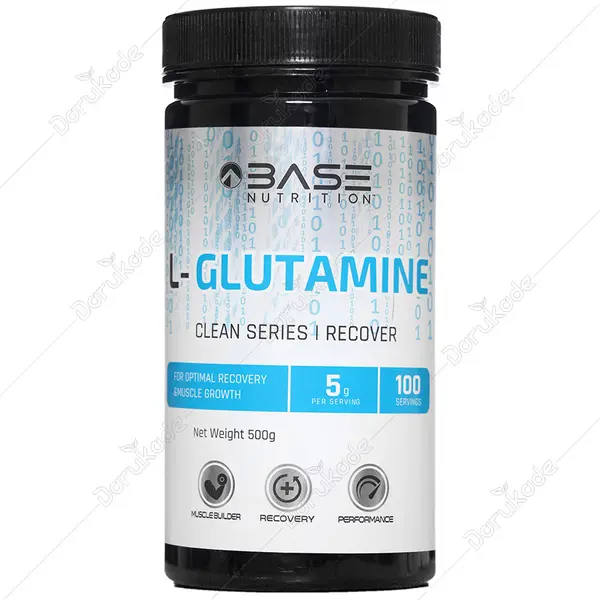 BASE
NUTRITION™
L-GLUTAMINE
CLEAN SERIES | RECOVER
FOR OPTIMAL RECOVERY
&MUSCLE GROWTH
5g
PER SERVING
100
SERVINGS
Net Weight 500g
MUSCLE BUILDER
RECOVERY
PERFORMANCE
Darukade